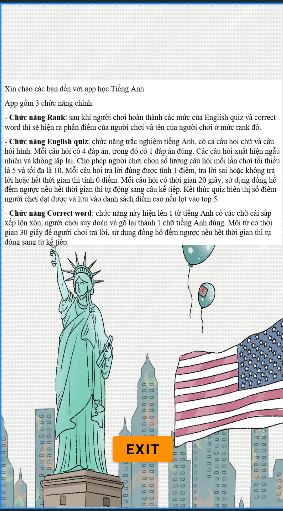 Xin chào các bạn đến với app học Tiếng Anh
App gồm 3 chức năng chính:
- Chức năng Rank: sau khi người chơi hoàn thành các mức của English quiz và correct
word thì sẽ hiện ra phần điểm của người chơi và tên của người chơi ở mức rank đó.
- Chức năng English quiz: chức năng trắc nghiệm tiếng Anh, có ca câu hỏi chữ và câu
hỏi hình. Mỗi câu hỏi có 4 đáp án, trong đó có 1 đáp án đúng. Các câu hỏi xuất hiện ngẫu
nhiên và không lặp lại. Cho phép người chơi chọn số lượng câu hỏi mỗi lần chơi tối thiểu
là 5 và tối đa là 10. Mỗi câu hỏi trả lời đúng được tính 1 điểm, trả lời sai hoặc không trả
lời hoặc hết thời gian thì tính 0 điểm. Mỗi câu hỏi có thời gian 20 giây, sử dụng đồng hồ
đếm ngược nếu hết thời gian thì tự động sang câu kế tiếp. Kết thúc quiz hiển thị số điểm
người chơi đạt được và lưu vào danh sách điểm cao nếu lọt vào top 5.
- Chức năng Correct word: chức năng này hiện lên 1 từ tiếng Anh có các chữ cái sắp
xếp lộn xộn, người chơi suy đoán và gõ lại thành 1 chữ tiếng Anh đúng. Mỗi từ có thời
gian 30 giây để người chơi trả lời, sử dụng đồng hồ đếm ngược nếu hết thời gian thì tự
động sang từ kế tiếp.
EXIT